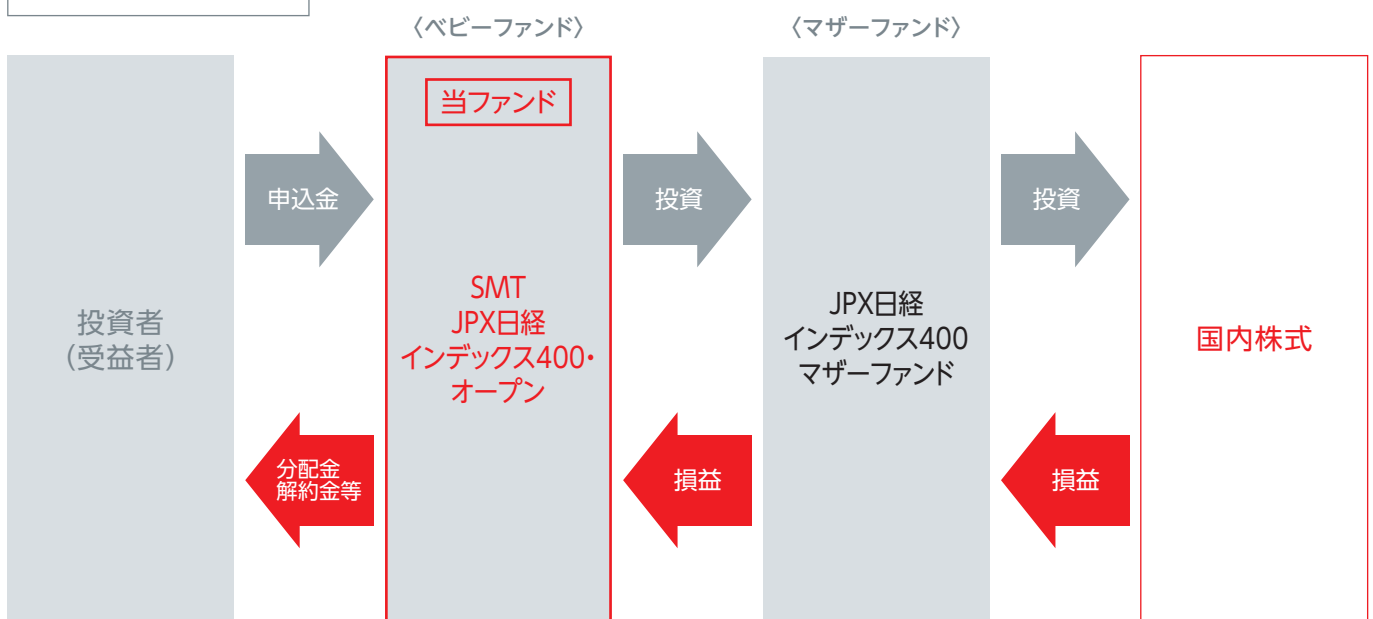 〈ベビーファンド〉
〈マザーファンド〉
当ファンド
申込金
投資
投資
投資者
(受益者)
SMT
JPX日経
インデックス400・
オープン
JPX日経
インデックス400
マザーファンド
国内株式
分配金
解約金等
損益
損益